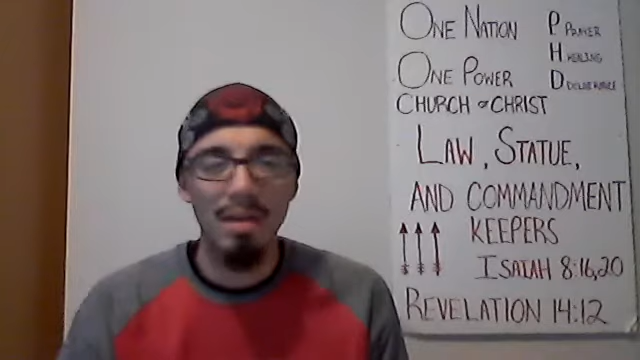 ONE NATION
ONE POWER
CHURCH OF CHRIST
P PRAYER
H HEALING
D DELIVERANCE
LAW, STATUE,
AND COMMANDMENT
KEEPERS
ISAIAH 8:16,20
REVELATION 14:12